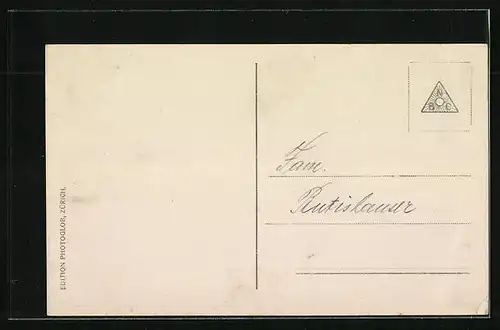 EDITION PHOTOGLOB, ZÜRICH.
N
B C
Fam.
Rutishauser